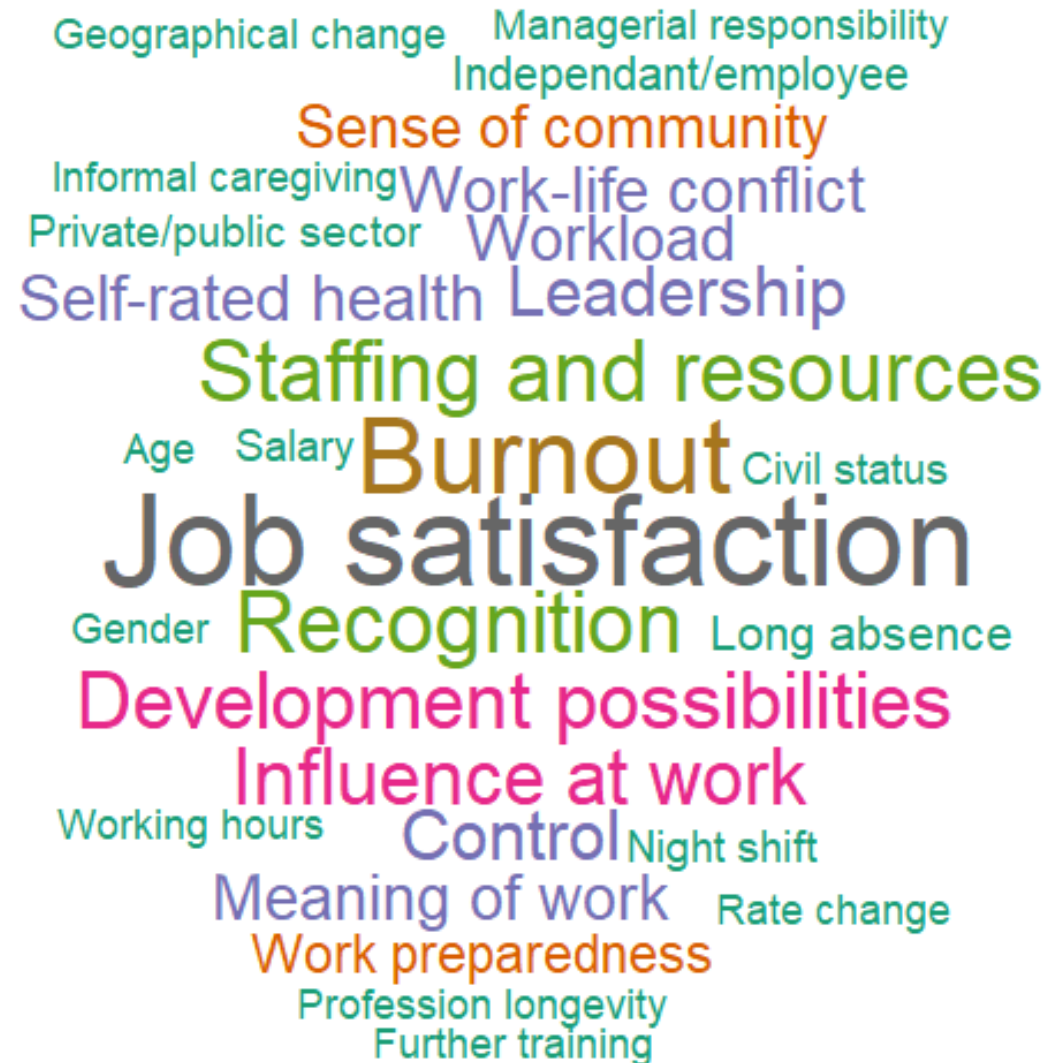 Geographical change
Managerial responsibility
Independant/employee
Sense of community
Informal caregiving
Work-life conflict
Private/public sector
Workload
Self-rated health
Leadership
Staffing and resources
Age
Salary
Burnout
Civil status
Job satisfaction
Gender
Recognition
Long absence
Development possibilities
Influence at work
Working hours
Control
Night shift
Meaning of work
Rate change
Work preparedness
Profession longevity
Further training